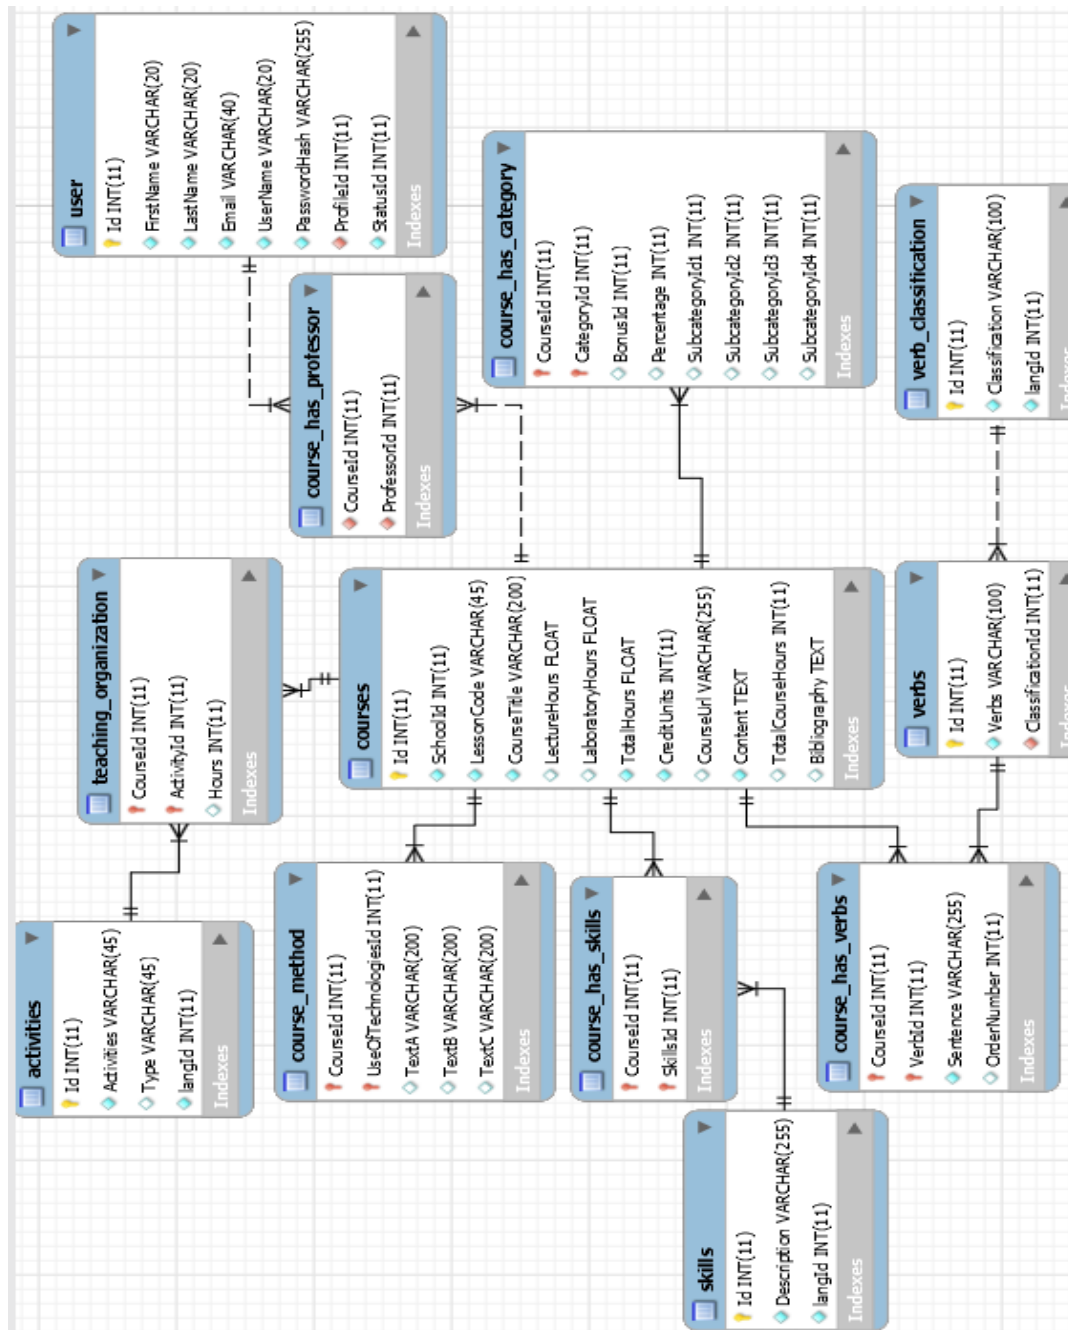 activities
Id INT(11)
Activities VARCHAR(45)
Type VARCHAR(45)
langId INT(11)
Indexes
teaching_organization
CourseId INT(11)
ActivityId INT(11)
Hours INT(11)
Indexes
user
Id INT(11)
FirstName VARCHAR(20)
LastName VARCHAR(20)
Email VARCHAR(40)
UserName VARCHAR(20)
PasswordHash VARCHAR(255)
ProfileId INT(11)
StatusId INT(11)
Indexes
course_method
CourseId INT(11)
UseOfTechnologiesId INT(11)
TextA VARCHAR(200)
TextB VARCHAR(200)
TextC VARCHAR(200)
Indexes
courses
Id INT(11)
SchoolId INT(11)
LessonCode VARCHAR(45)
CourseTitle VARCHAR(200)
LectureHours FLOAT
LaboratoryHours FLOAT
TotalHours FLOAT
CreditUnits INT(11)
CourseUrl VARCHAR(255)
Content TEXT
TotalCourseHours INT(11)
Bibliography TEXT
Indexes
course_has_professor
CourseId INT(11)
ProfessorId INT(11)
Indexes
course_has_category
CourseId INT(11)
CategoryId INT(11)
BonusId INT(11)
Percentage INT(11)
SubcategoryId1 INT(11)
SubcategoryId2 INT(11)
SubcategoryId3 INT(11)
SubcategoryId4 INT(11)
Indexes
course_has_skills
CourseId INT(11)
SkillsId INT(11)
Indexes
skills
Id INT(11)
Description VARCHAR(255)
langId INT(11)
Indexes
course_has_verbs
CourseId INT(11)
VerbId INT(11)
Sentence VARCHAR(255)
OrderNumber INT(11)
Indexes
verbs
Id INT(11)
Verbs VARCHAR(100)
ClassificationId INT(11)
Indexes
verb_classification
Id INT(11)
Classification VARCHAR(100)
langId INT(11)
Indexes